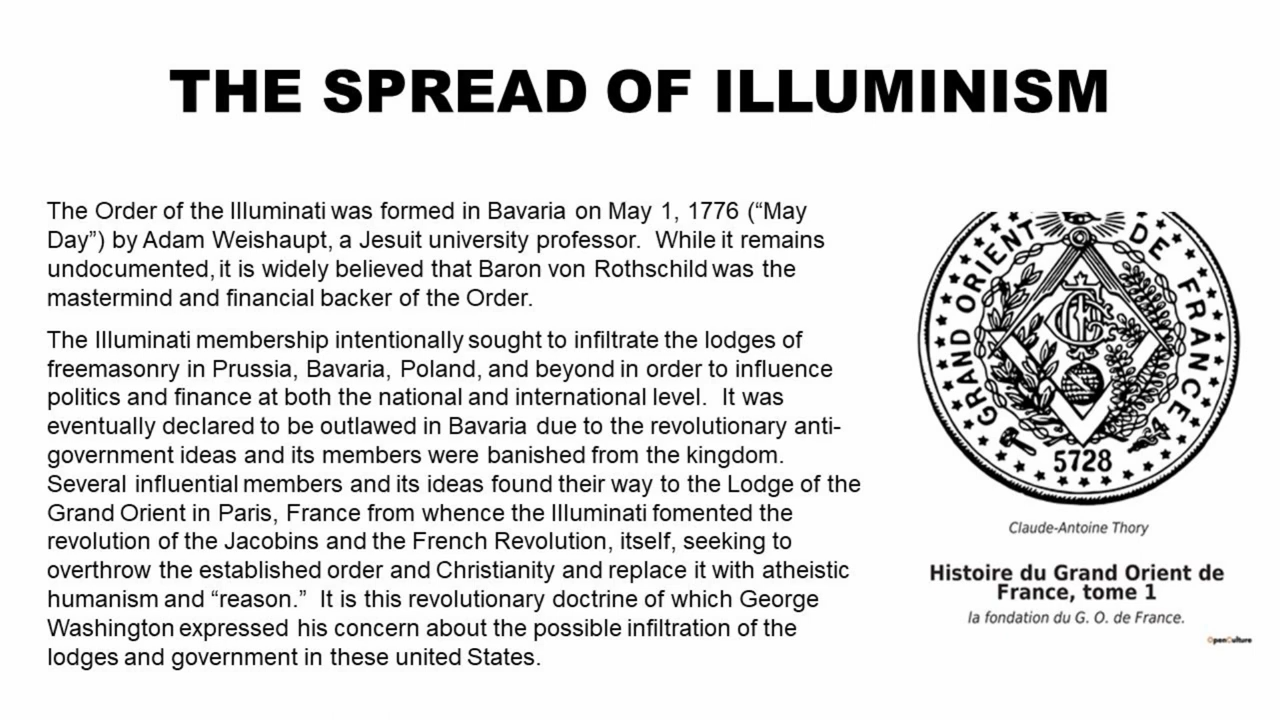 THE SPREAD OF ILLUMINISM
The Order of the Illuminati was formed in Bavaria on May 1, 1776 (“May
Day”) by Adam Weishaupt, a Jesuit university professor.  While it remains
undocumented, it is widely believed that Baron von Rothschild was the
mastermind and financial backer of the Order.
The Illuminati membership intentionally sought to infiltrate the lodges of
freemasonry in Prussia, Bavaria, Poland, and beyond in order to influence
politics and finance at both the national and international level.  It was
eventually declared to be outlawed in Bavaria due to the revolutionary anti-
government ideas and its members were banished from the kingdom.
Several influential members and its ideas found their way to the Lodge of the
Grand Orient in Paris, France from whence the Illuminati fomented the
revolution of the Jacobins and the French Revolution, itself, seeking to
overthrow the established order and Christianity and replace it with atheistic
humanism and “reason.”  It is this revolutionary doctrine of which George
Washington expressed his concern about the possible infiltration of the
lodges and government in these united States.
GRAND ORIENT DE FRANCE
5728
Claude-Antoine Thory
Histoire du Grand Orient de
France, tome 1
la fondation du G. O. de France.
OpenCulture